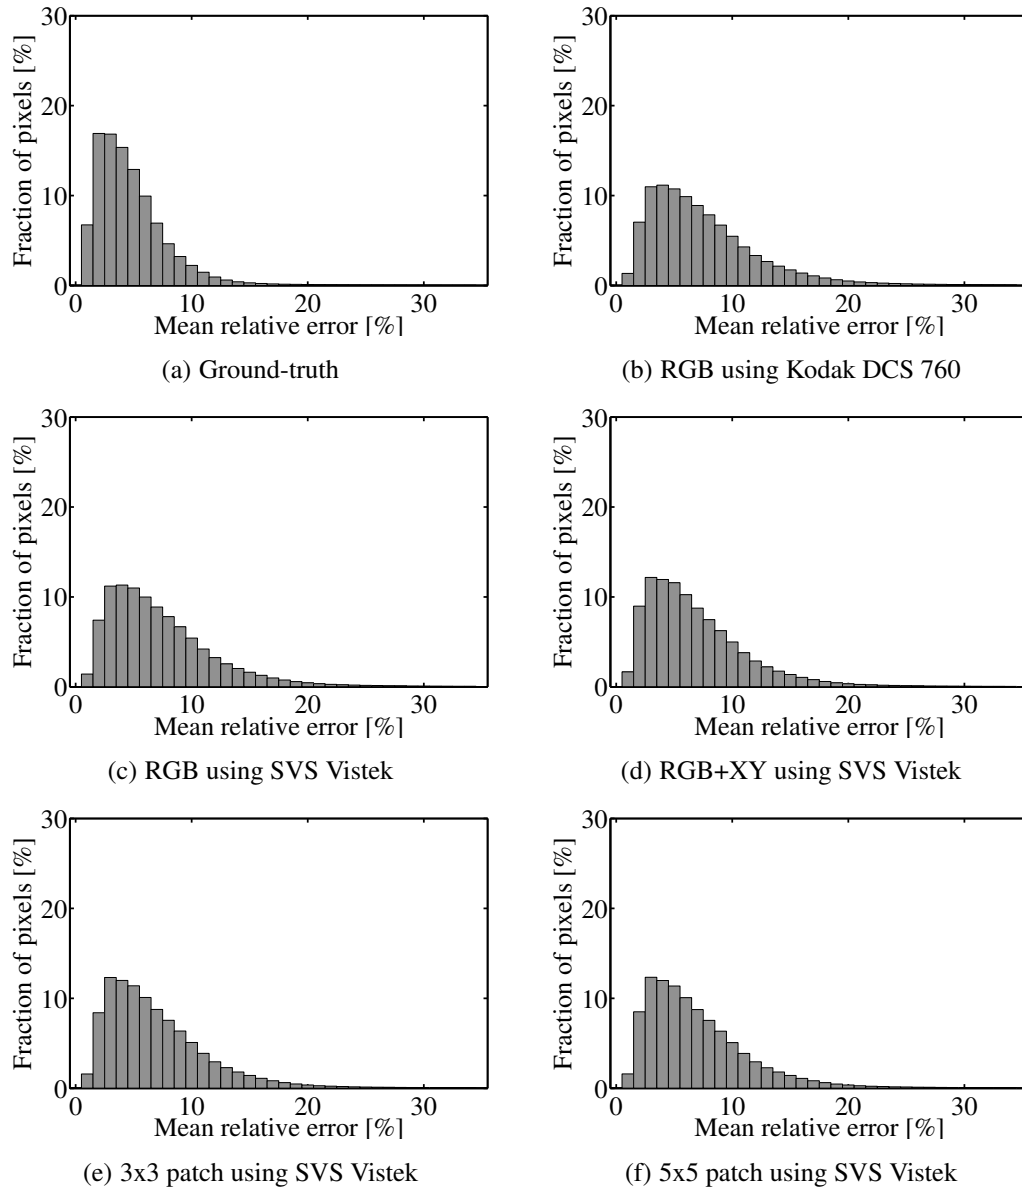 30
20
10
0
Fraction of pixels [%]
0 10 20 30
Mean relative error [%]
(a) Ground-truth
30
20
10
0
Fraction of pixels [%]
0 10 20 30
Mean relative error [%]
(b) RGB using Kodak DCS 760
30
20
10
0
Fraction of pixels [%]
0 10 20 30
Mean relative error [%]
(c) RGB using SVS Vistek
30
20
10
0
Fraction of pixels [%]
0 10 20 30
Mean relative error [%]
(d) RGB+XY using SVS Vistek
30
20
10
0
Fraction of pixels [%]
0 10 20 30
Mean relative error [%]
(e) 3x3 patch using SVS Vistek
30
20
10
0
Fraction of pixels [%]
0 10 20 30
Mean relative error [%]
(f) 5x5 patch using SVS Vistek